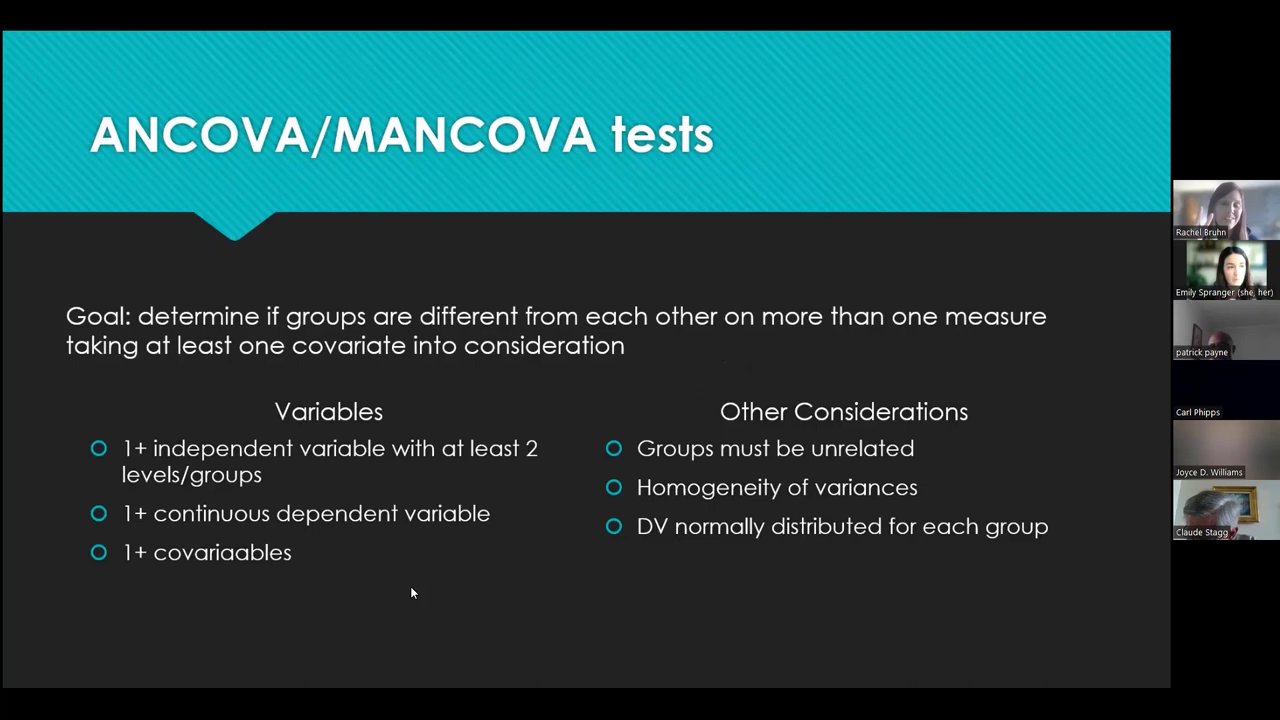 ANCOVA/MANCOVA tests
Goal: determine if groups are different from each other on more than one measure
taking at least one covariate into consideration
Variables
1+ independent variable with at least 2
levels/groups
1+ continuous dependent variable
1+ covariaables
Other Considerations
Groups must be unrelated
Homogeneity of variances
DV normally distributed for each group
Rachel Bruhn
Emily Spranger (she, her)
patrick payne
Carl Phipps
Joyce D. Williams
Claude Stagg